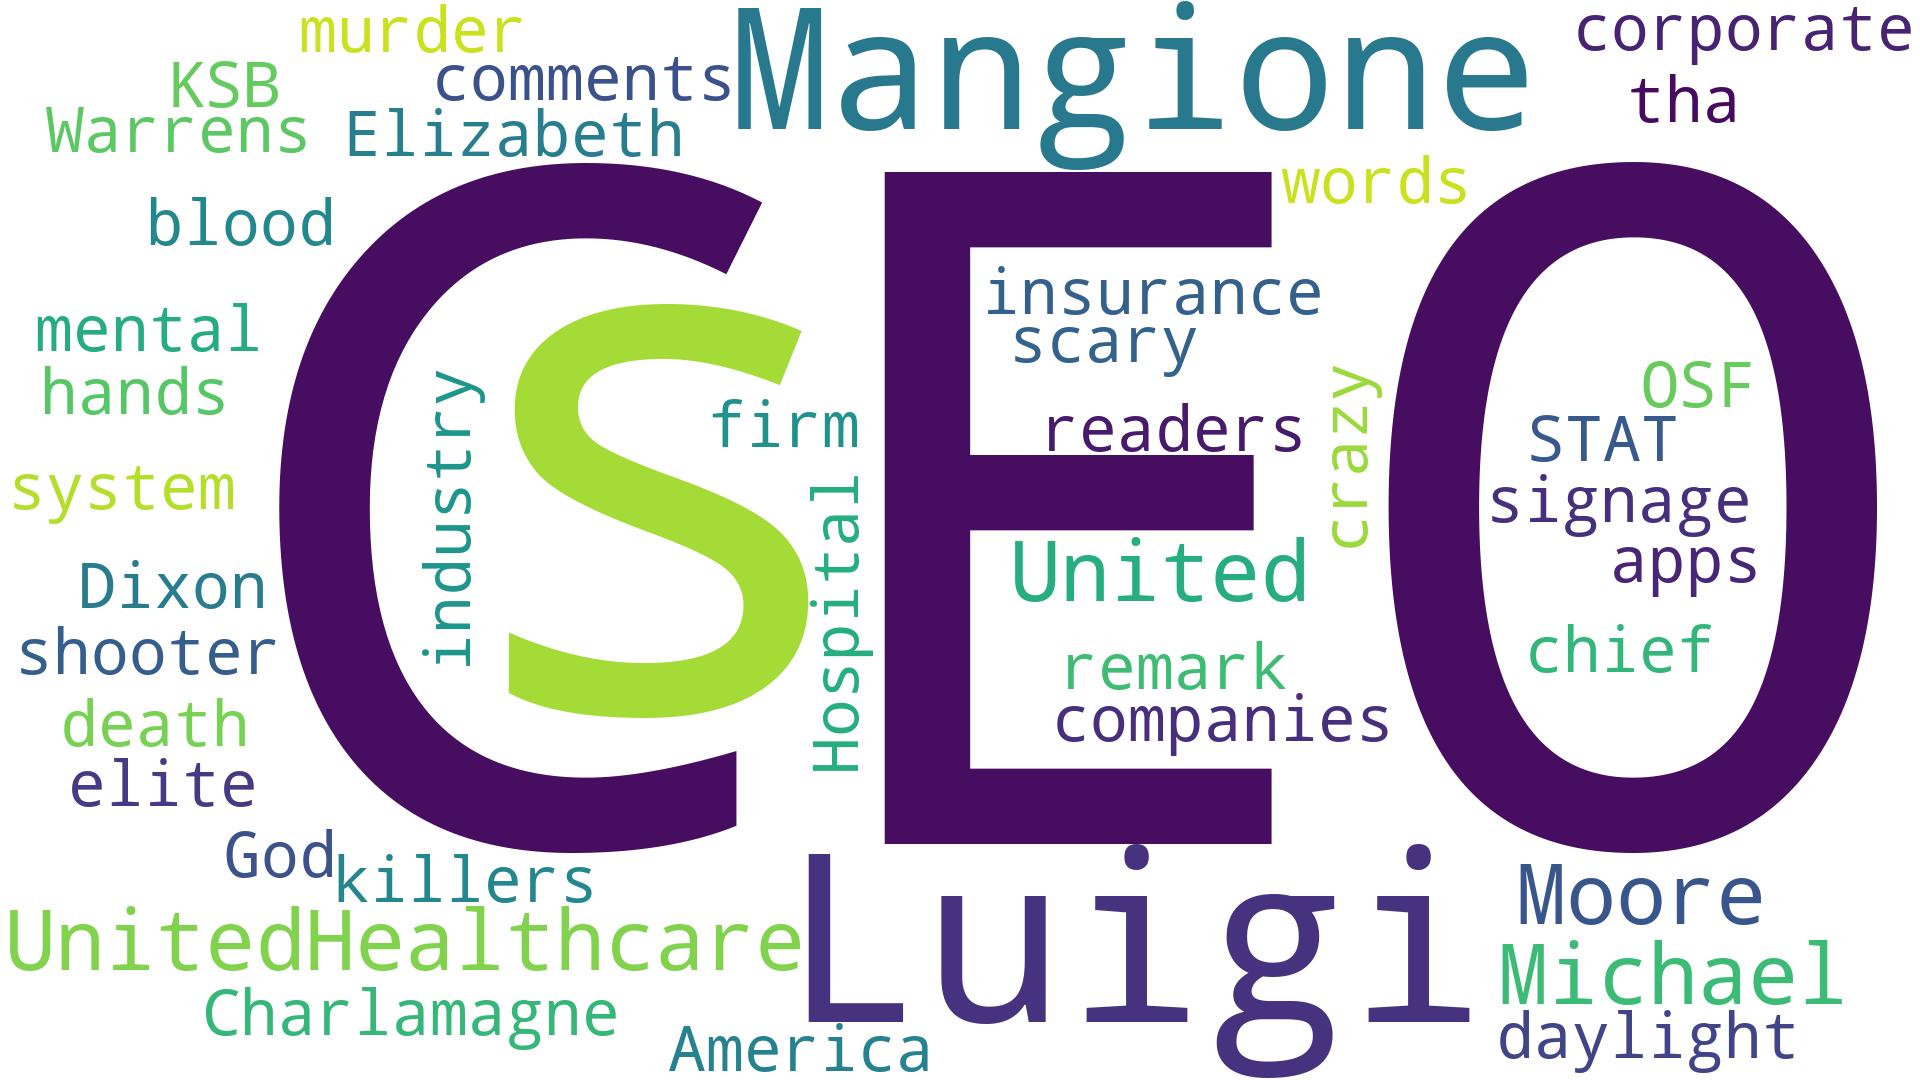 murder
Mangione
corporate
KSB
comments
tha
Warrens
Elizabeth
words
blood
CEO
insurance
mental
scary
s
hands
industry
firm
readers
crazy
OSF
STAT
system
Hospital
signage
Dixon
United
apps
shooter
remark
chief
death
companies
elite
God
killers
Luigi
Moore
UnitedHealthcare
Michael
Charlamagne
America
daylight